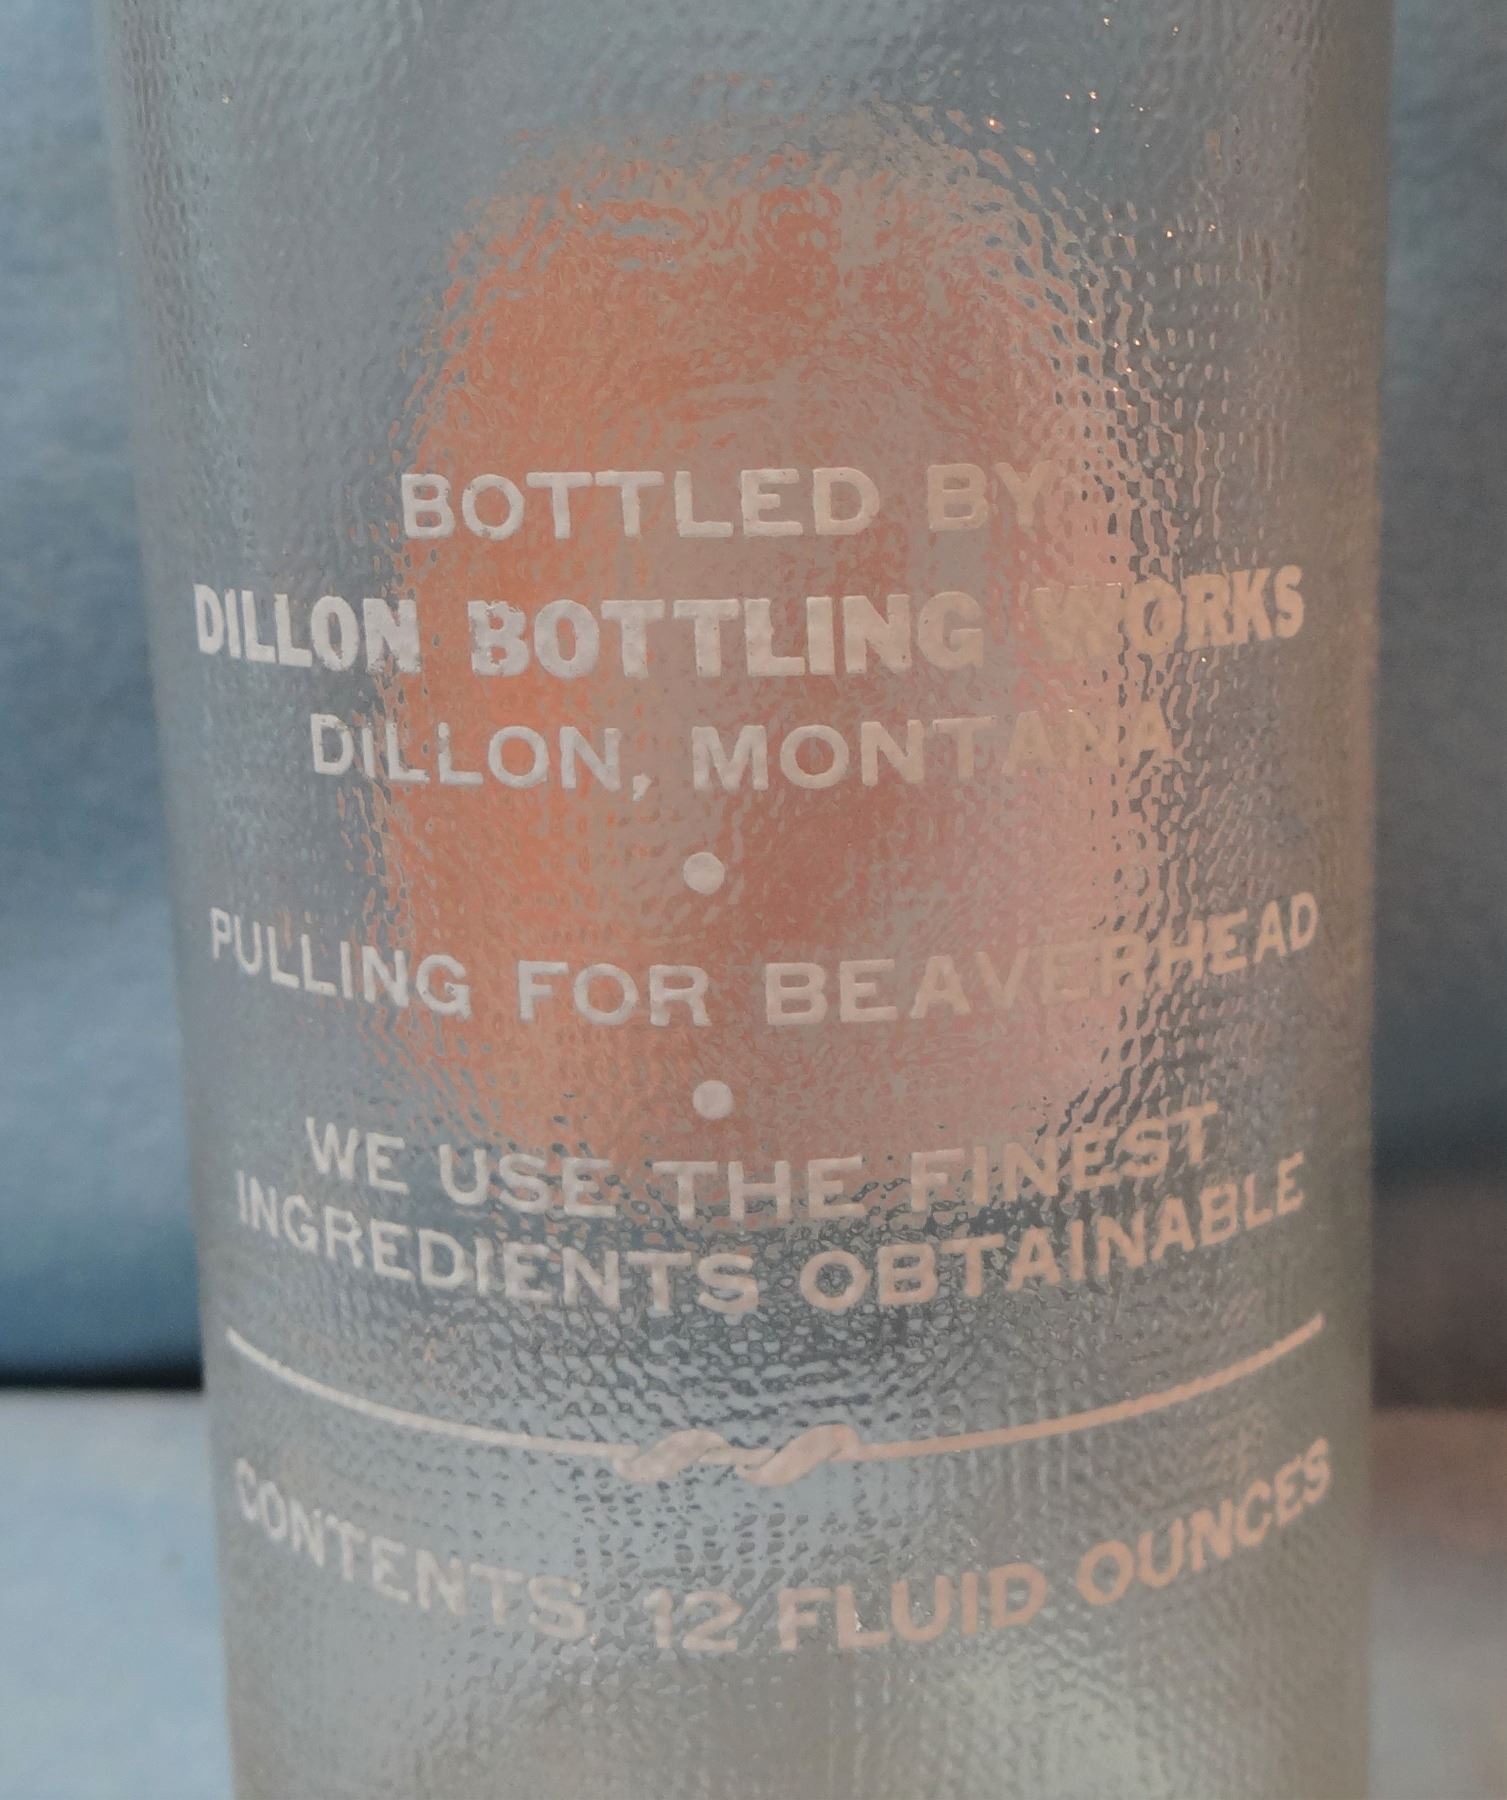 BOTTLED BY
DILLON BOTTLING WORKS
DILLON, MONTANA
•
PULLING FOR BEAVERHEAD
•
WE USE THE FINEST
INGREDIENTS OBTAINABLE
CONTENTS 12 FLUID OUNCES